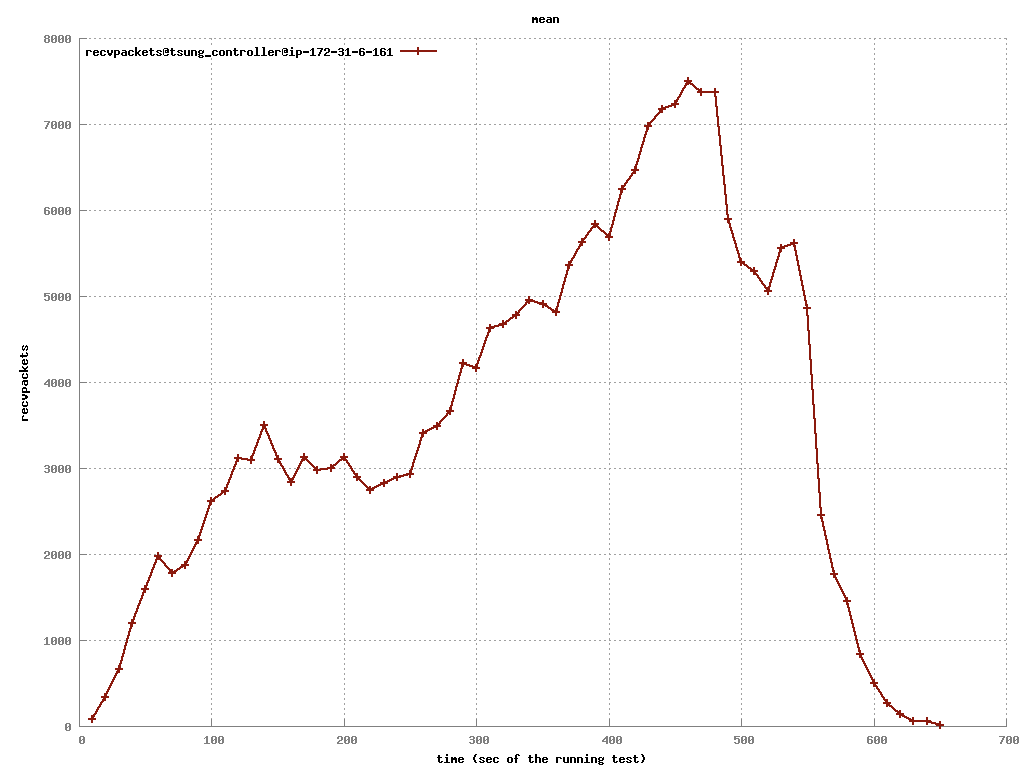 mean
8000
recvpackets@tsung_controller@ip-172-31-6-161
7000
6000
5000
4000
3000
2000
1000
0
recvpackets
0 100 200 300 400 500 600 700
time (sec of the running test)